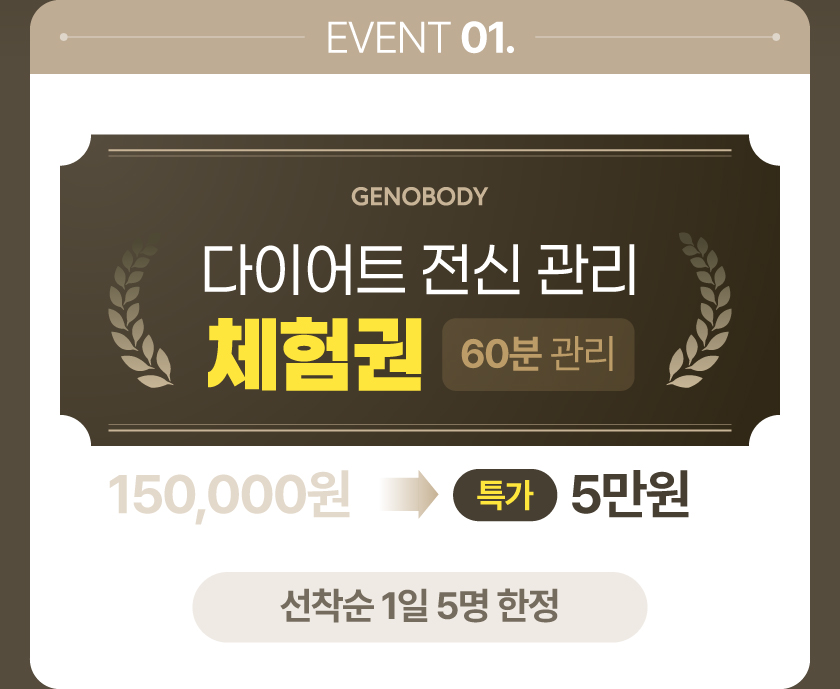 EVENT 01.
GENOBODY
다이어트 전신 관리
체험권 60분 관리
150,000원 특가 5만원
선착순 1일 5명 한정